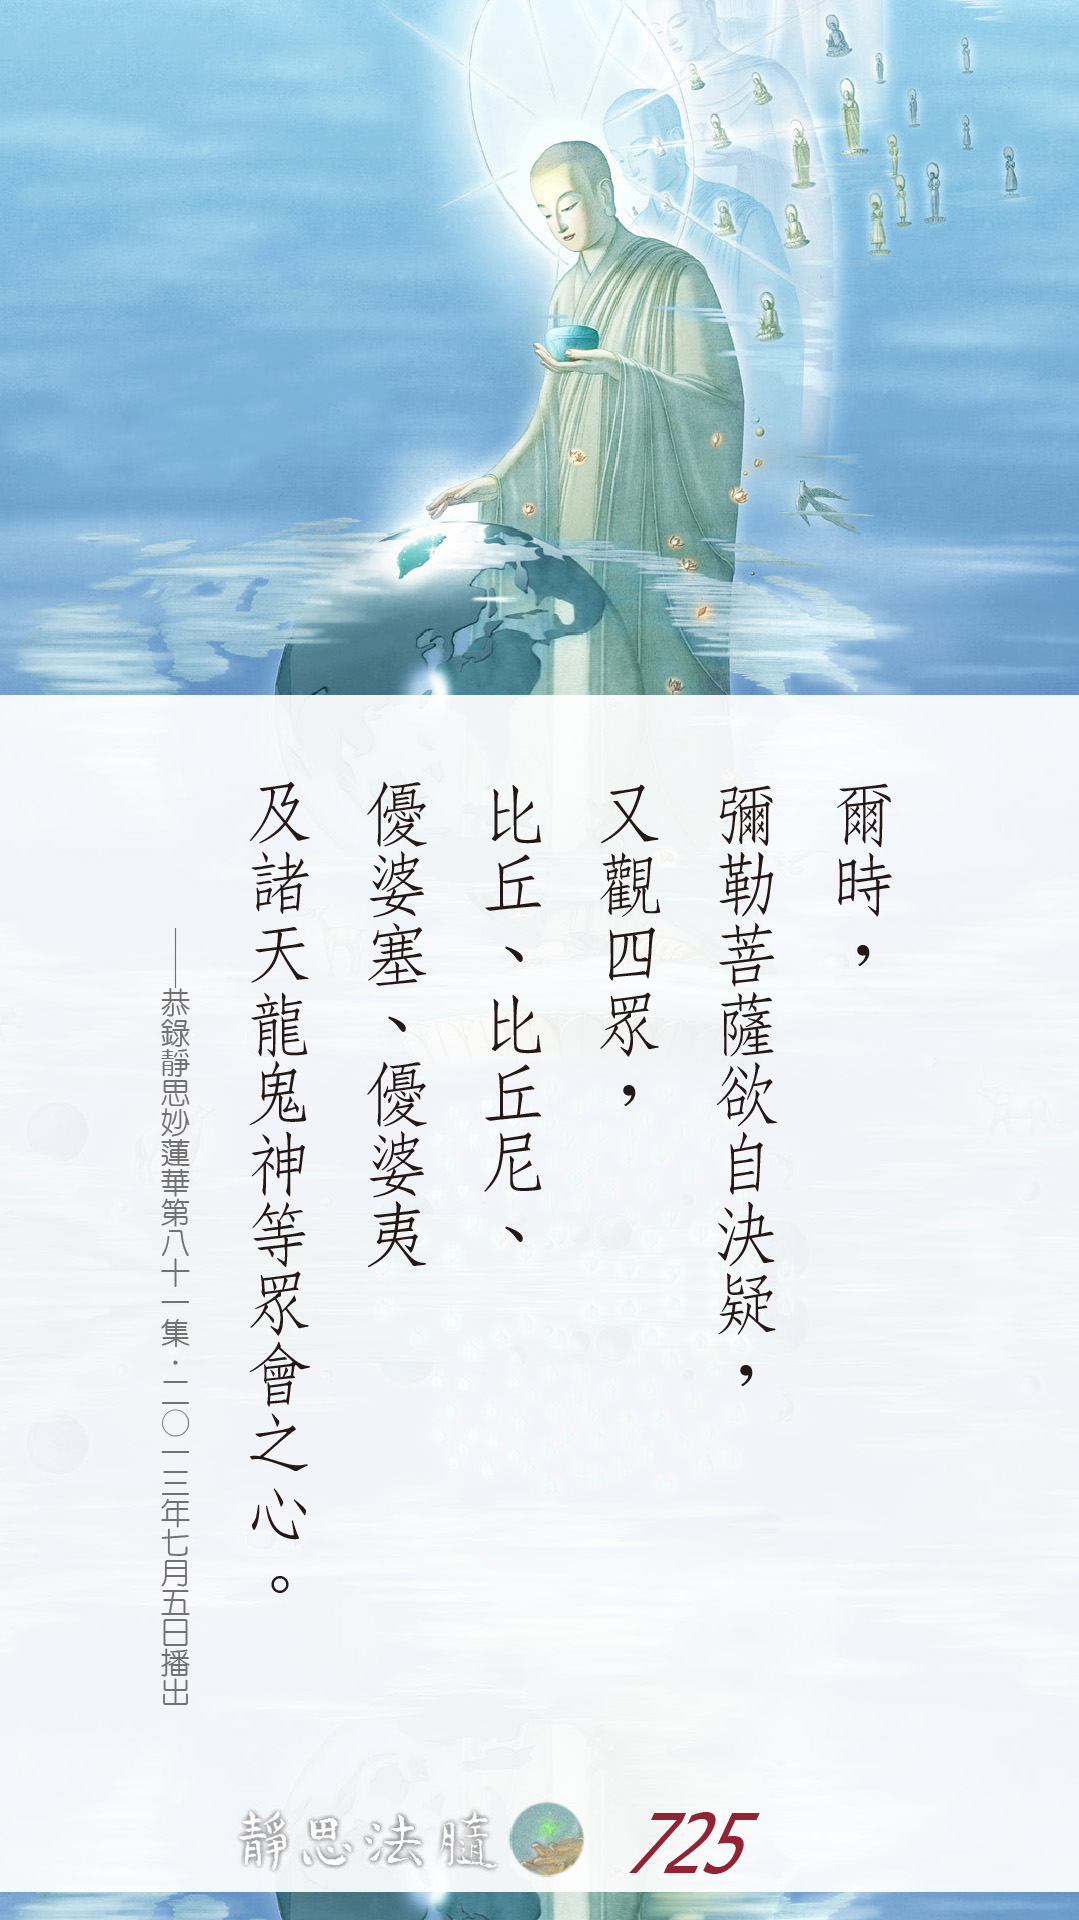 爾時，
彌勒菩薩欲自決疑，
又觀四眾，
比丘、比丘尼、
優婆塞、優婆夷
及諸天龍鬼神等眾會之心。
——恭錄靜思妙蓮華第八十一集．二〇一三年七月五日播出
靜思法髓
725